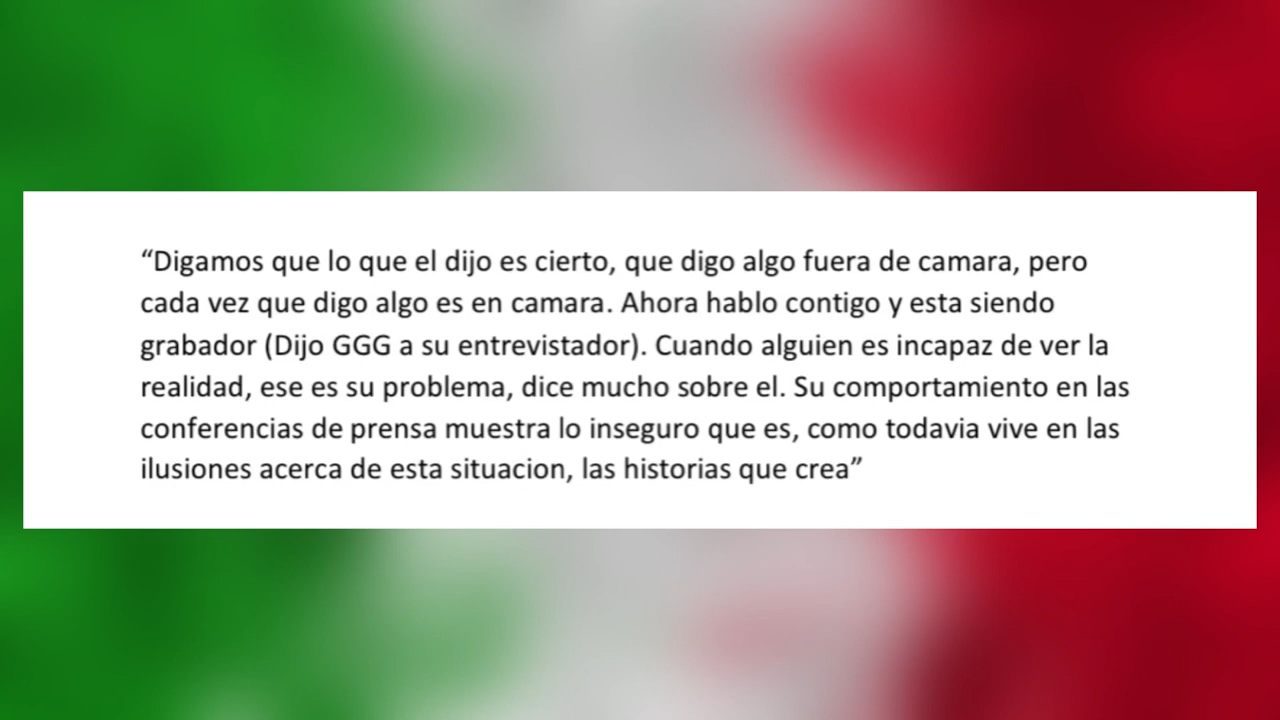 “Digamos que lo que el dijo es cierto, que digo algo fuera de camara, pero
cada vez que digo algo es en camara. Ahora hablo contigo y esta siendo
grabador (Dijo GGG a su entrevistador). Cuando alguien es incapaz de ver la
realidad, ese es su problema, dice mucho sobre el. Su comportamiento en las
conferencias de prensa muestra lo inseguro que es, como todavia vive en las
ilusiones acerca de esta situacion, las historias que crea”